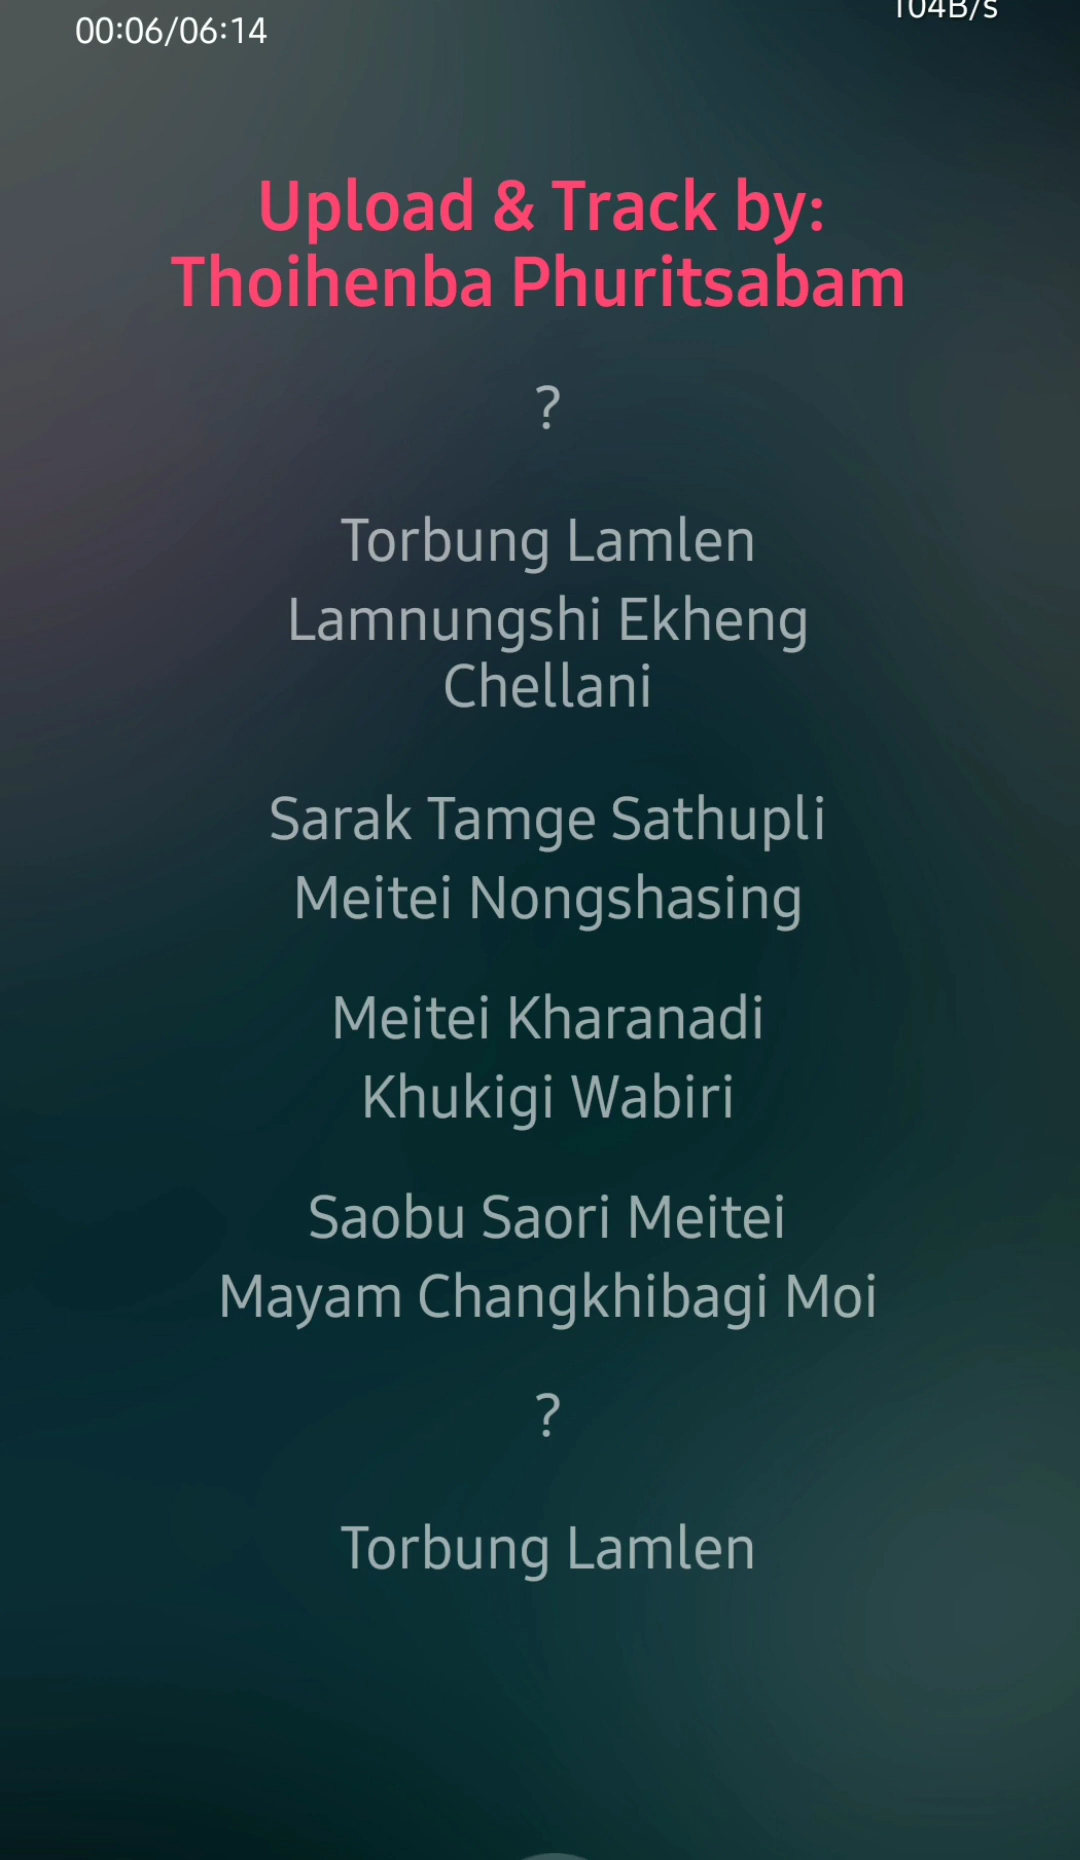 00:06/06:14
104B/s
Upload & Track by:
Thoihenba Phuritsabam
?
Torbung Lamlen
Lamnungshi Ekheng
Chellani
Sarak Tamge Sathupli
Meitei Nongshasing
Meitei Kharanadi
Khukigi Wabiri
Saobu Saori Meitei
Mayam Changkhibagi Moi
?
Torbung Lamlen